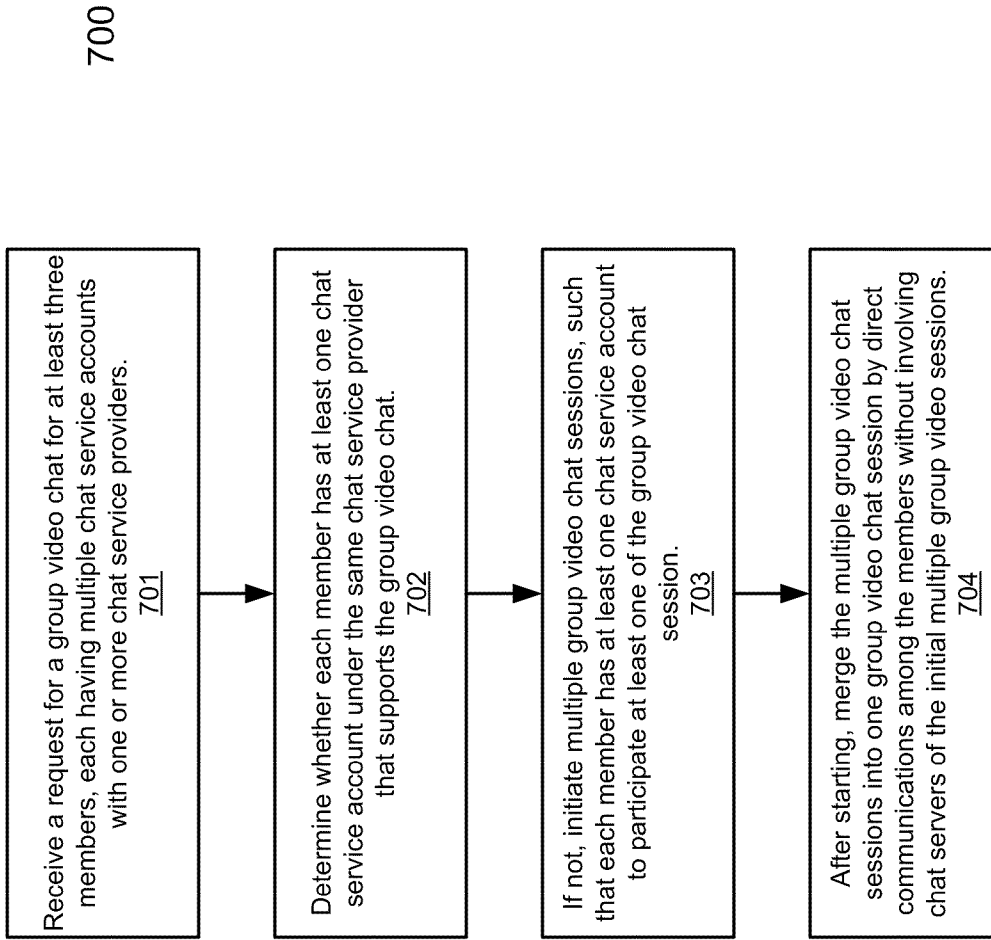 Receive a request for a group video chat for at least three
members, each having multiple chat service accounts
with one or more chat service providers.
701
Determine whether each member has at least one chat
service account under the same chat service provider
that supports the group video chat.
702
If not, initiate multiple group video chat sessions, such
that each member has at least one chat service account
to participate at least one of the group video chat
session.
703
After starting, merge the multiple group video chat
sessions into one group video chat session by direct
communications among the members without involving
chat servers of the initial multiple group video sessions.
704
700